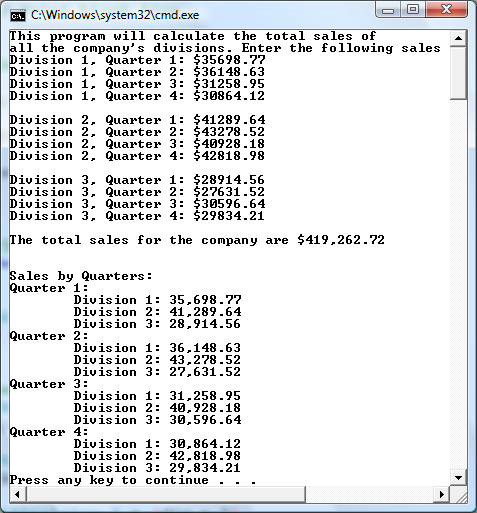 C:\Windows\system32\cmd.exe
This program will calculate the total sales of
all the company's divisions. Enter the following sales
Division 1, Quarter 1: $35698.77
Division 1, Quarter 2: $36148.63
Division 1, Quarter 3: $31258.95
Division 1, Quarter 4: $30864.12
Division 2, Quarter 1: $41289.64
Division 2, Quarter 2: $43278.52
Division 2, Quarter 3: $40928.18
Division 2, Quarter 4: $42818.98
Division 3, Quarter 1: $28914.56
Division 3, Quarter 2: $27631.52
Division 3, Quarter 3: $30596.64
Division 3, Quarter 4: $29834.21
The total sales for the company are $419,262.72
Sales by Quarters:
Quarter 1:
Division 1: 35,698.77
Division 2: 41,289.64
Division 3: 28,914.56
Quarter 2:
Division 1: 36,148.63
Division 2: 43,278.52
Division 3: 27,631.52
Quarter 3:
Division 1: 31,258.95
Division 2: 40,928.18
Division 3: 30,596.64
Quarter 4:
Division 1: 30,864.12
Division 2: 42,818.98
Division 3: 29,834.21
Press any key to continue . . .